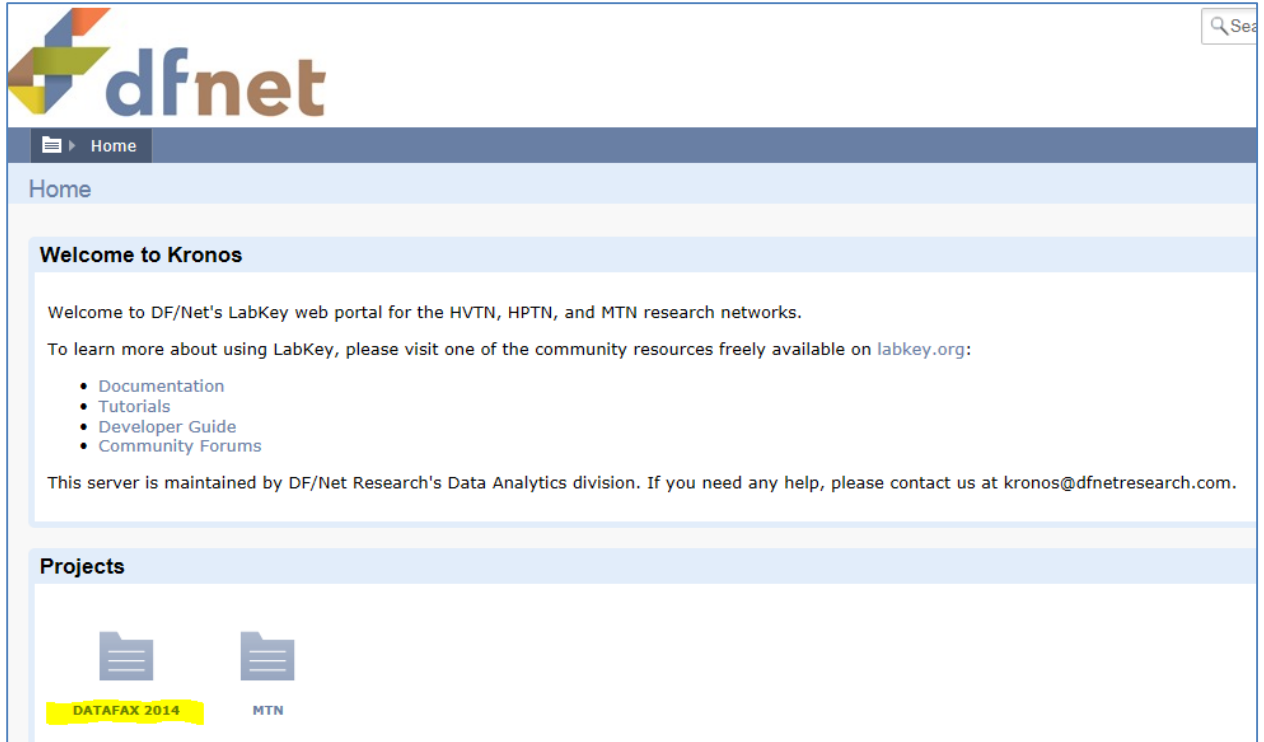 Sea
dfnet
Home
Home
Welcome to Kronos
Welcome to DF/Net's LabKey web portal for the HVTN, HPTN, and MTN research networks.
To learn more about using LabKey, please visit one of the community resources freely available on labkey.org:
Documentation
Tutorials
Developer Guide
Community Forums
This server is maintained by DF/Net Research's Data Analytics division. If you need any help, please contact us at kronos@dfnetresearch.com.
Projects
DATAFAX 2014 MTN